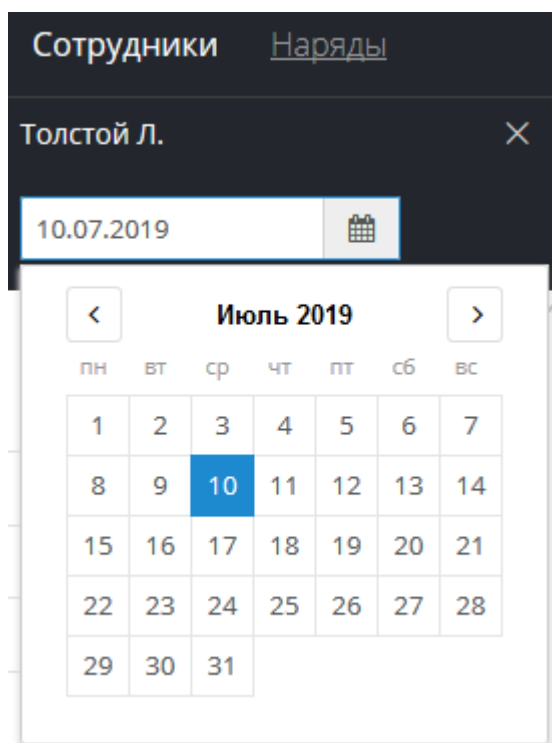 Сотрудники Наряды
Толстой Л.
10.07.2019
Июль 2019
пн вт ср чт пт сб вс
1 2 3 4 5 6 7
8 9 10 11 12 13 14
15 16 17 18 19 20 21
22 23 24 25 26 27 28
29 30 31